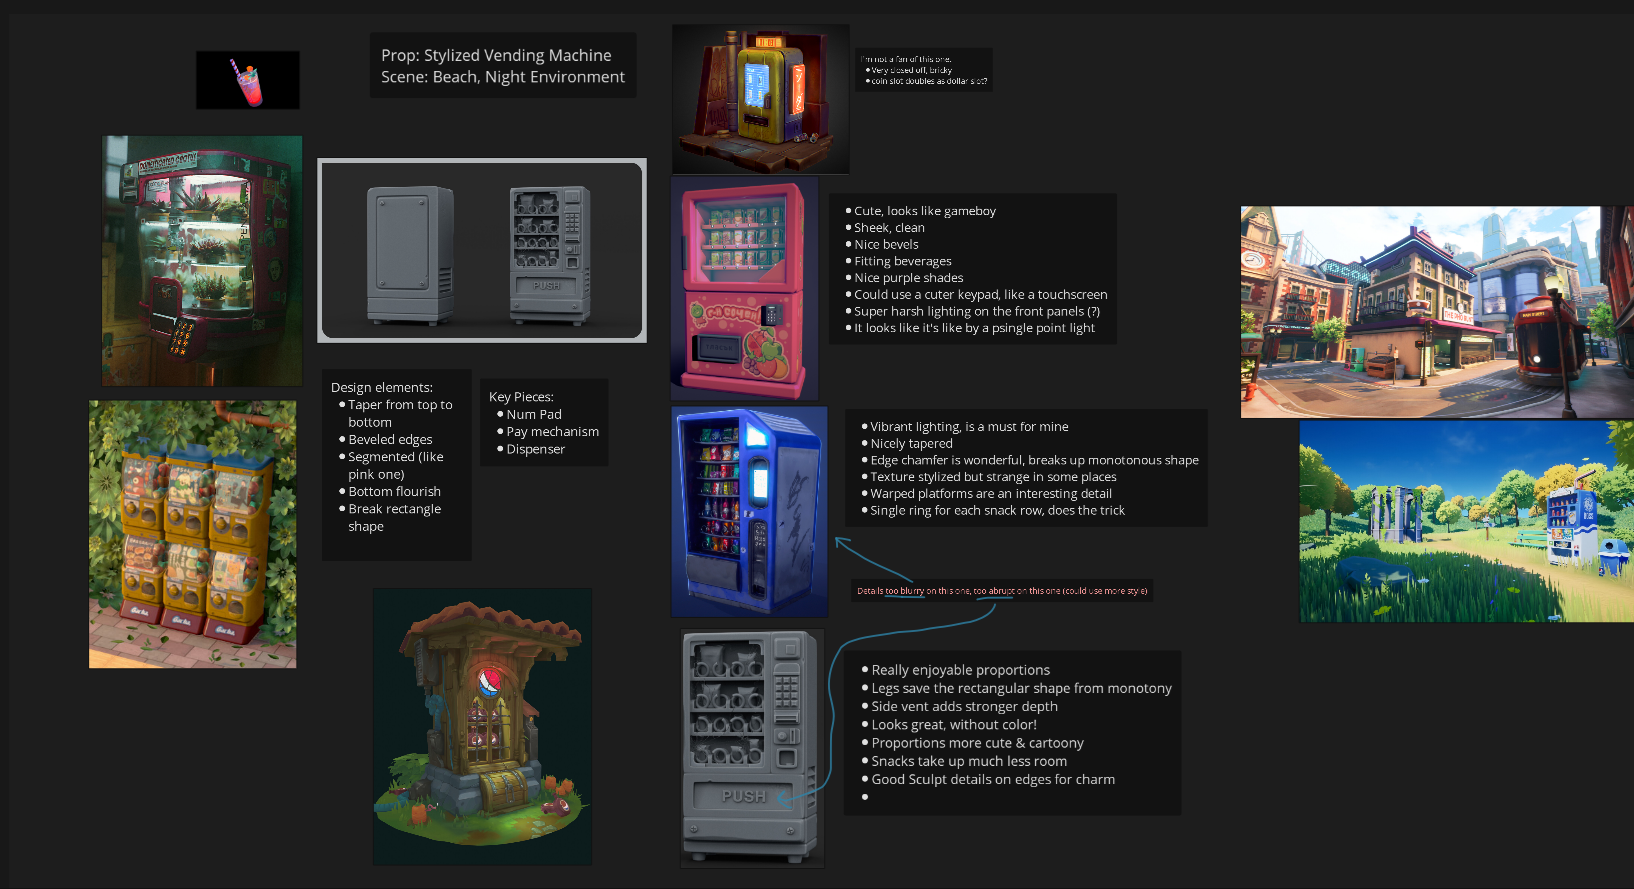 Prop: Stylized Vending Machine
Scene: Beach, Night Environment
I'm not a fan of this one.
Very closed off, bricky
coin slot doubles as dollar slot?
Cute, looks like gameboy
Sheek, clean
Nice bevels
Fitting beverages
Nice purple shades
Could use a cuter keypad, like a touchscreen
Super harsh lighting on the front panels (?)
It looks like it's like by a psingle point light
PUSH
Design elements:
Taper from top to
bottom
Beveled edges
Segmented (like
pink one)
Bottom flourish
Break rectangle
shape
Key Pieces:
Num Pad
Pay mechanism
Dispenser
Vibrant lighting, is a must for mine
Nicely tapered
Edge chamfer is wonderful, breaks up monotonous shape
Texture stylized but strange in some places
Warped platforms are an interesting detail
Single ring for each snack row, does the trick
Details too blurry on this one, too abrupt on this one (could use more style)
Really enjoyable proportions
Legs save the rectangular shape from monotony
Side vent adds stronger depth
Looks great, without color!
Proportions more cute & cartoony
Snacks take up much less room
Good Sculpt details on edges for charm
PUSH